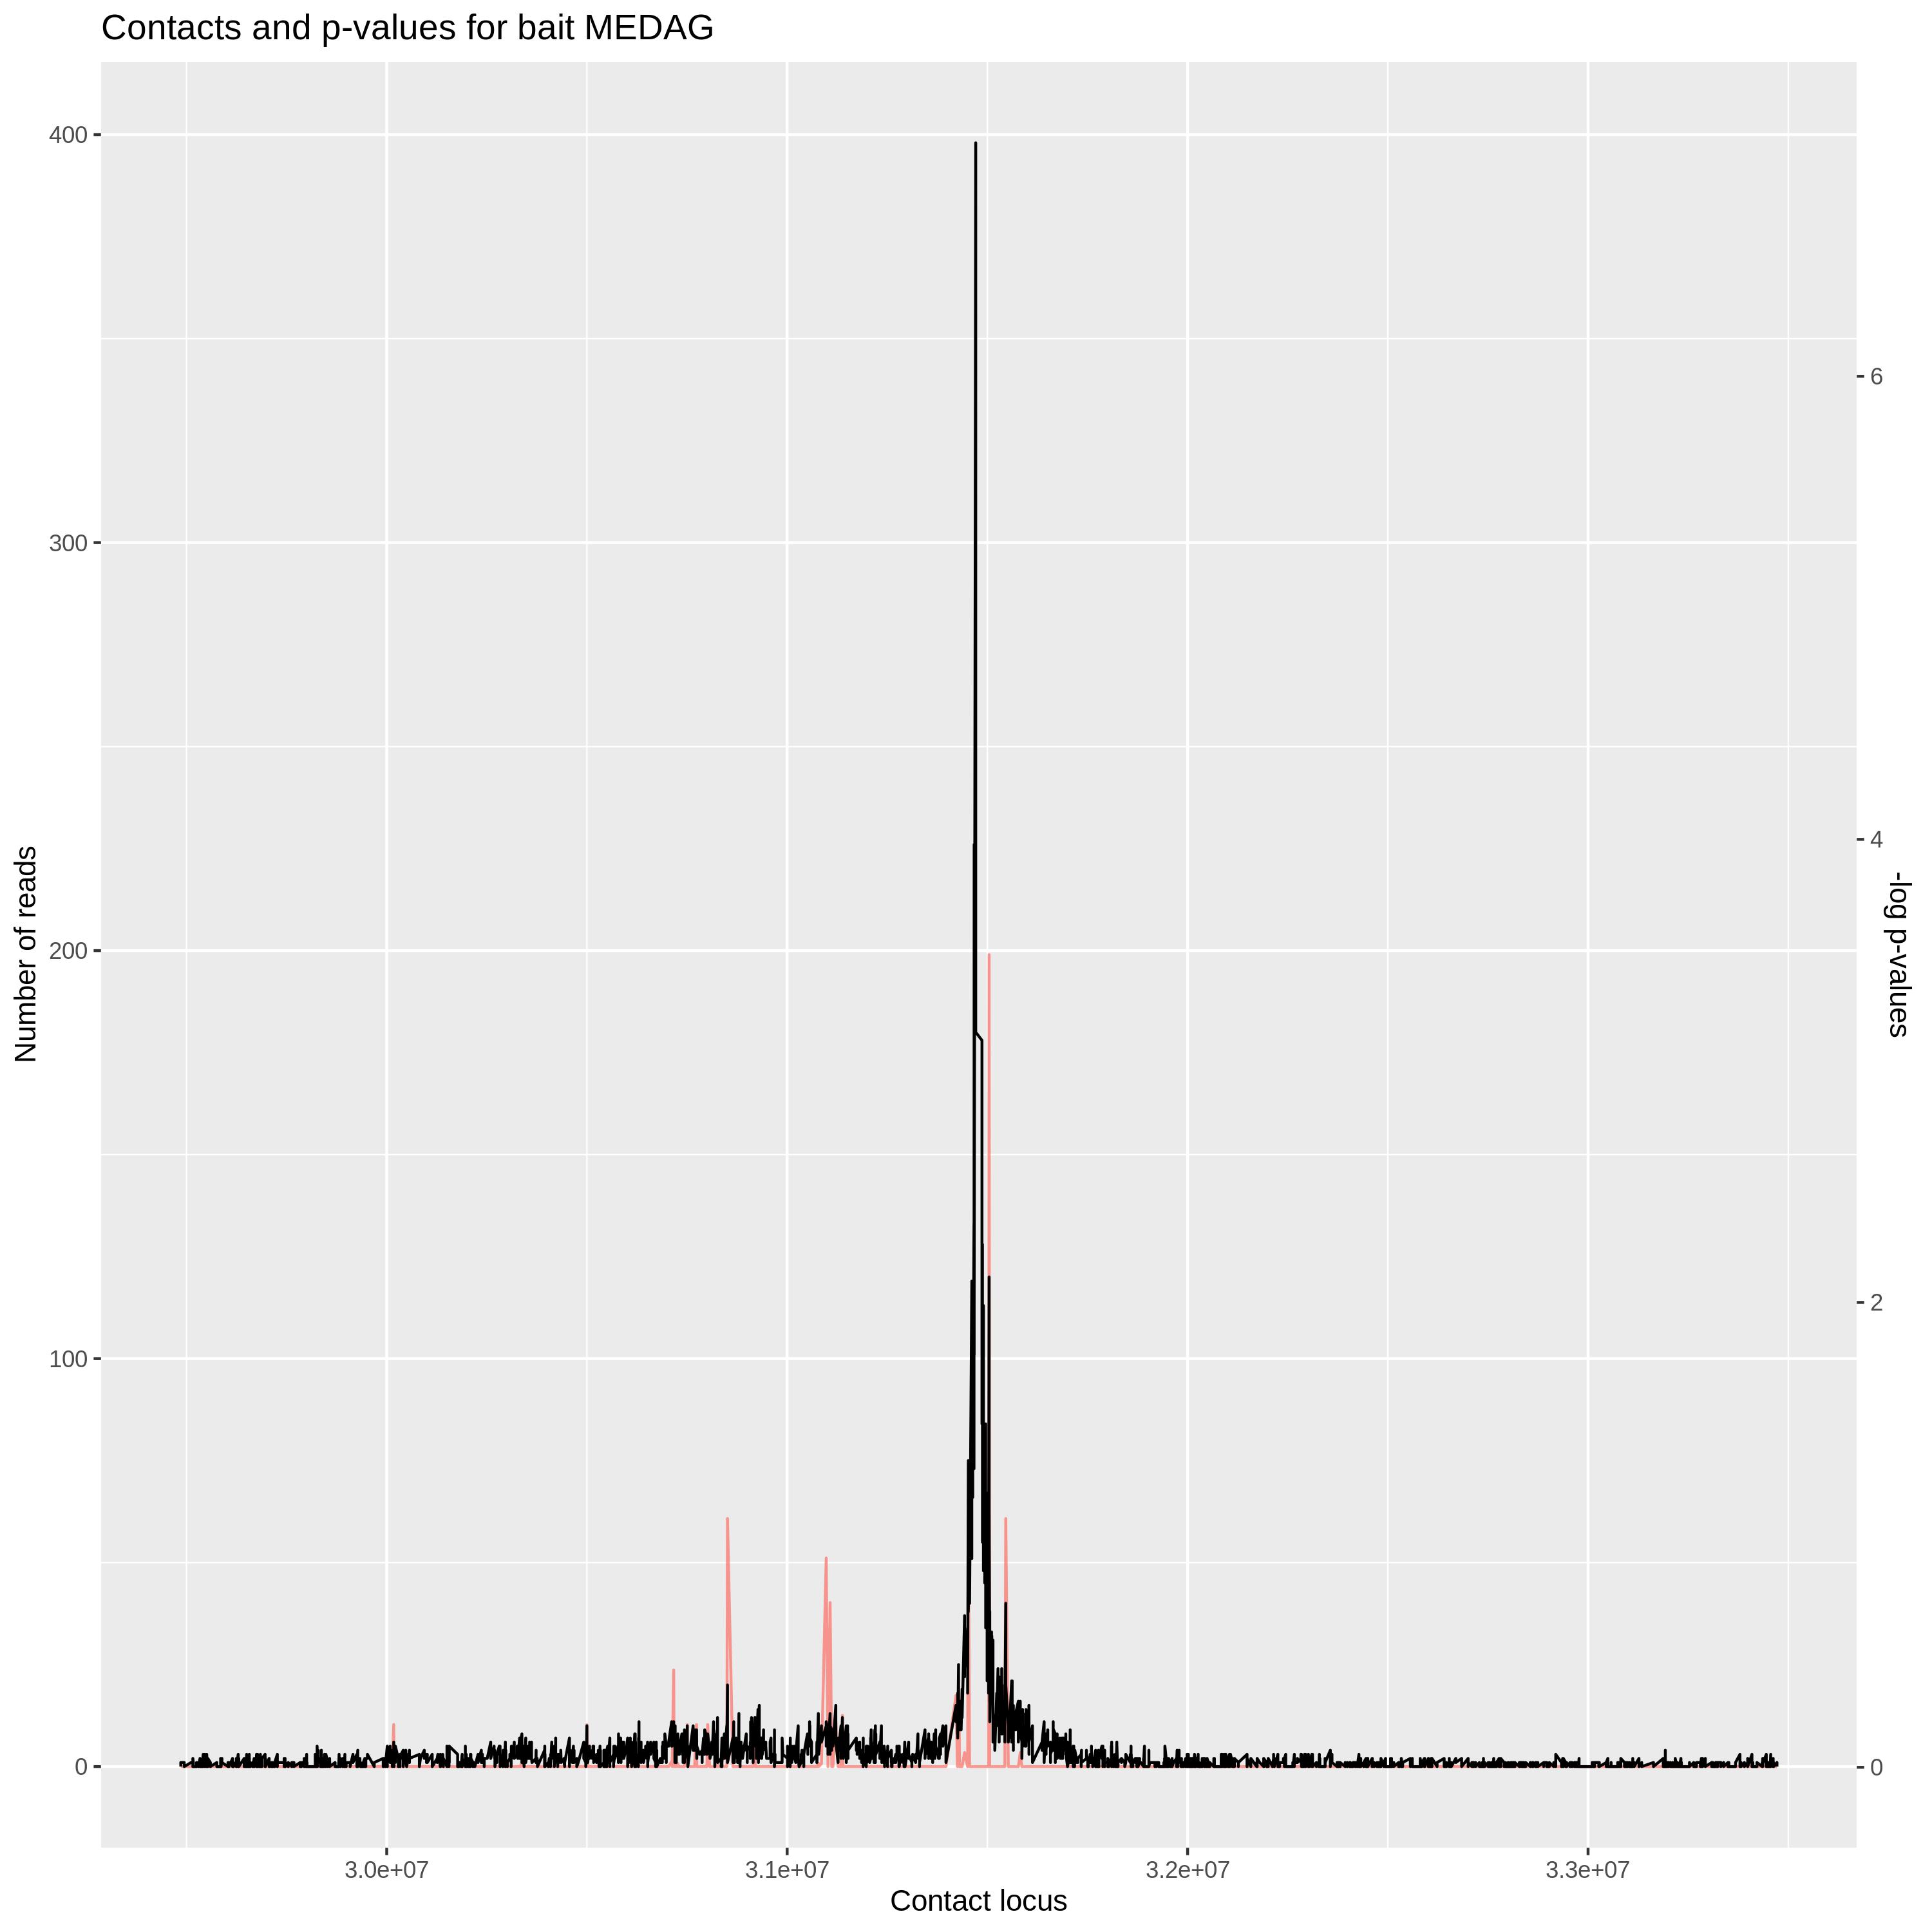 Contacts and p-values for bait MEDAG
400
300
200
100
0
Number of reads
6
4
2
0
-log p-values
3.0e+07
3.1e+07
3.2e+07
3.3e+07
Contact locus